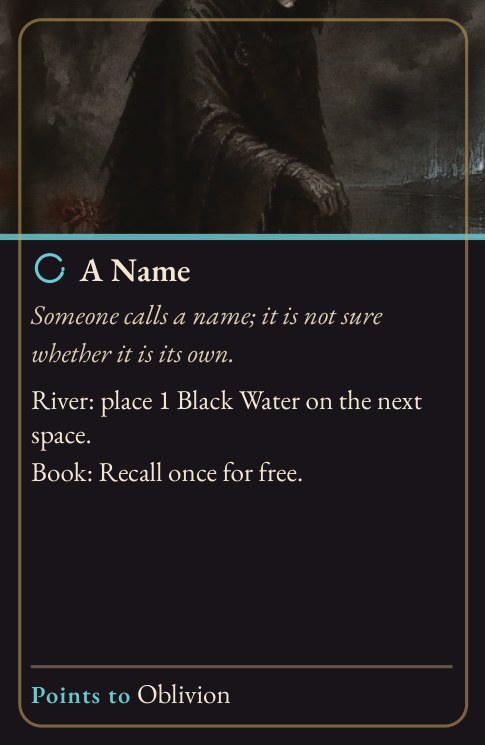 A Name
Someone calls a name; it is not sure
whether it is its own.
River: place 1 Black Water on the next
space.
Book: Recall once for free.
Points to Oblivion